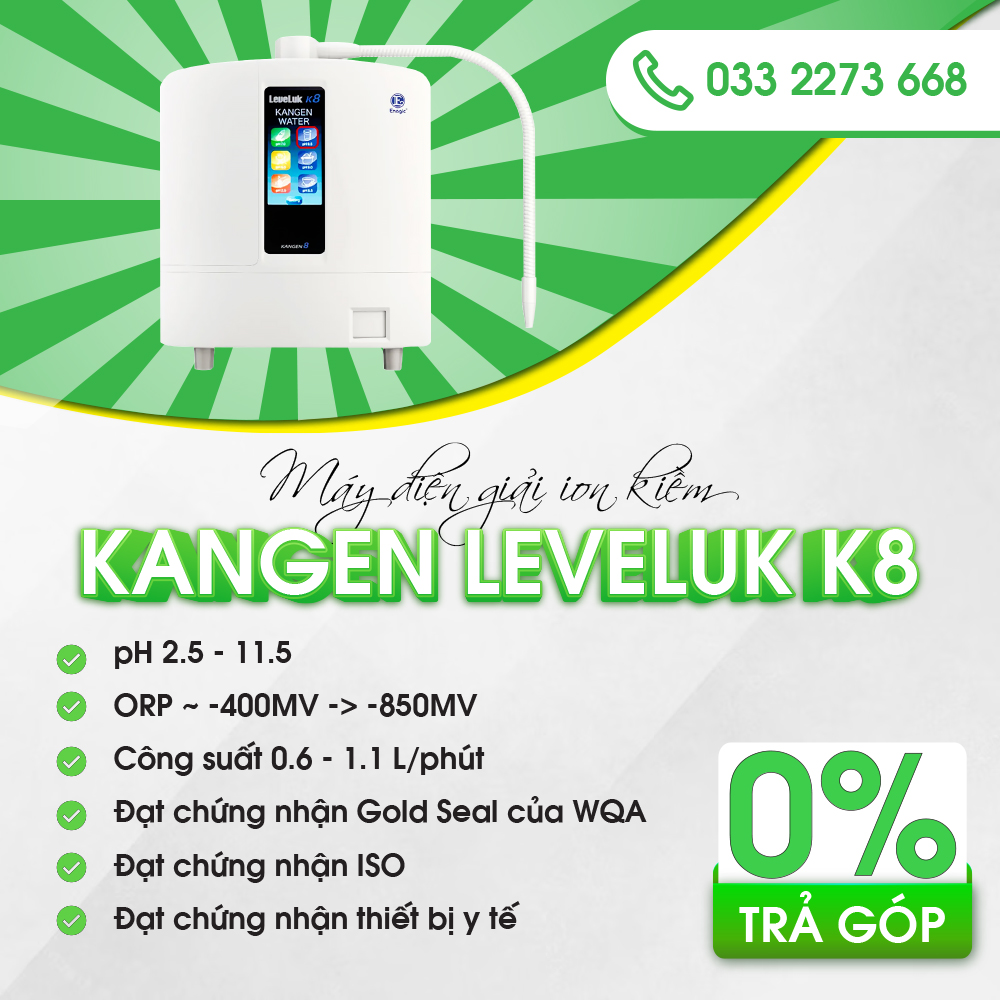 033 2273 668
LeveLuk K8
KANGEN
WATER
Enagic
KANGEN 8
Máy điện giải ion kiềm
KANGEN LEVELUK K8
pH 2.5 - 11.5
ORP ~ -400MV -> -850MV
Công suất 0.6 - 1.1 L/phút
Đạt chứng nhận Gold Seal của WQA
Đạt chứng nhận ISO
Đạt chứng nhận thiết bị y tế
0%
TRẢ GÓP